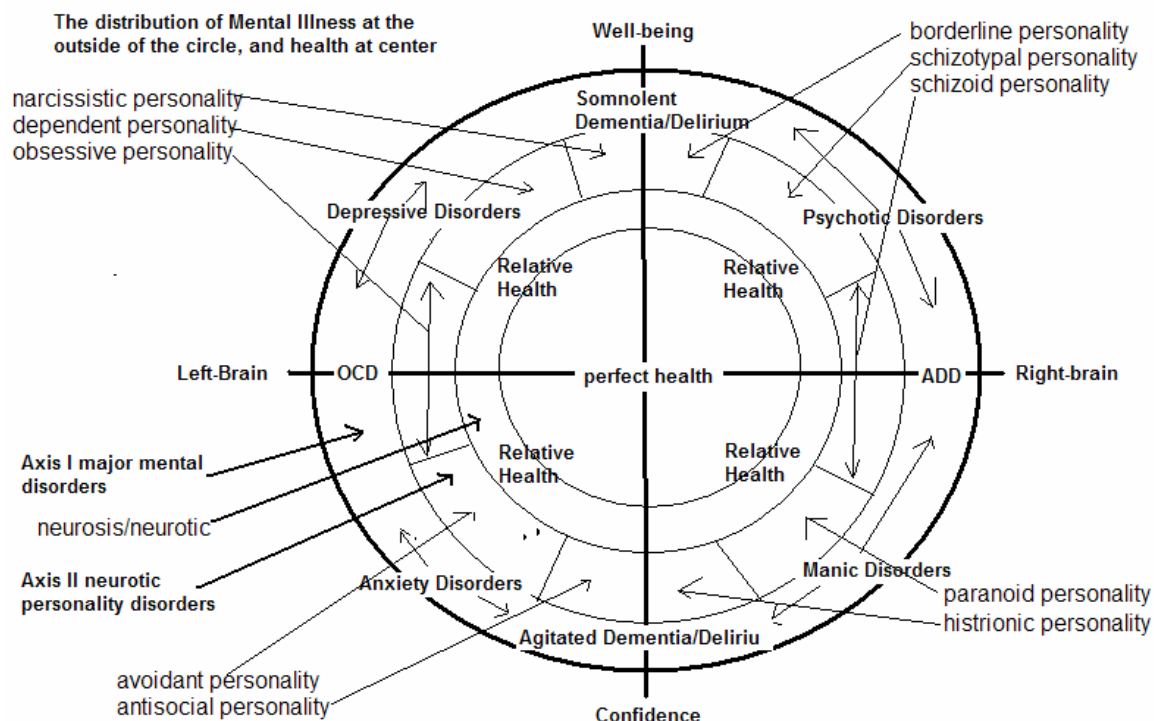 The distribution of Mental Illness at the
outside of the circle, and health at center
Well-being
borderline personality
schizotypal personality
schizoid personality
narcissistic personality
dependent personality
obsessive personality
Somnolent
Dementia/Delirium
Depressive Disorders
Psychotic Disorders
Relative
Health
Relative
Health
Left-Brain
OCD
perfect health
ADD
Right-brain
Axis I major mental
disorders
Relative
Health
Relative
Health
neurosis/neurotic
Axis II neurotic
personality disorders
Anxiety Disorders
Manic Disorders
paranoid personality
histrionic personality
Agitated Dementia/Deliriu
avoidant personality
antisocial personality
Confidence